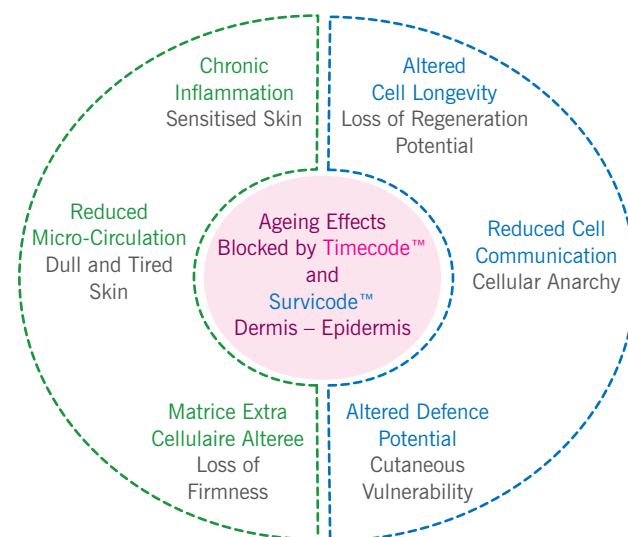 Chronic
Inflammation
Sensitised Skin
Altered
Cell Longevity
Loss of Regeneration
Potential
Reduced
Micro-Circulation
Dull and Tired
Skin
Ageing Effects
Blocked by Timecode™
and
Survicode™
Dermis – Epidermis
Reduced Cell
Communication
Cellular Anarchy
Matrice Extra
Cellulaire Alteree
Loss of
Firmness
Altered Defence
Potential
Cutaneous
Vulnerability